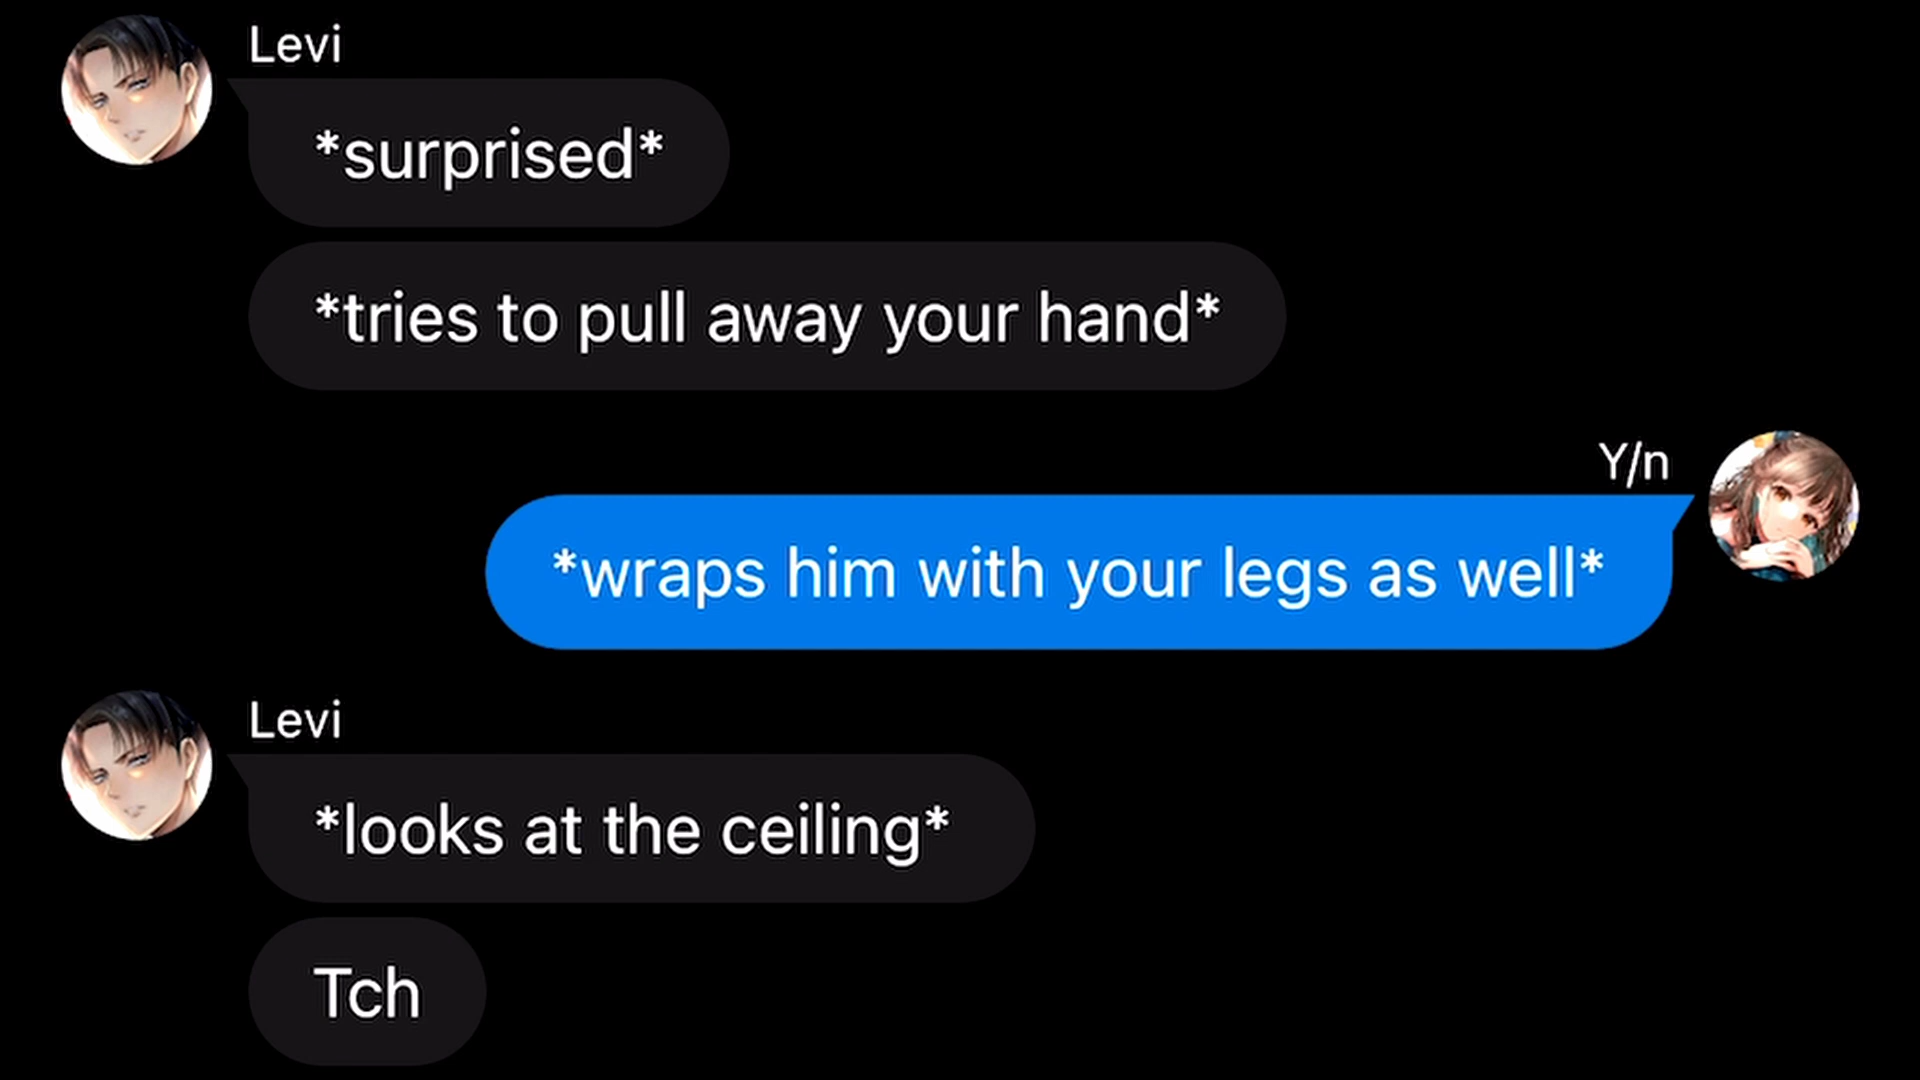 Levi
*surprised*
*tries to pull away your hand*
Y/n
*wraps him with your legs as well*
Levi
*looks at the ceiling*
Tch